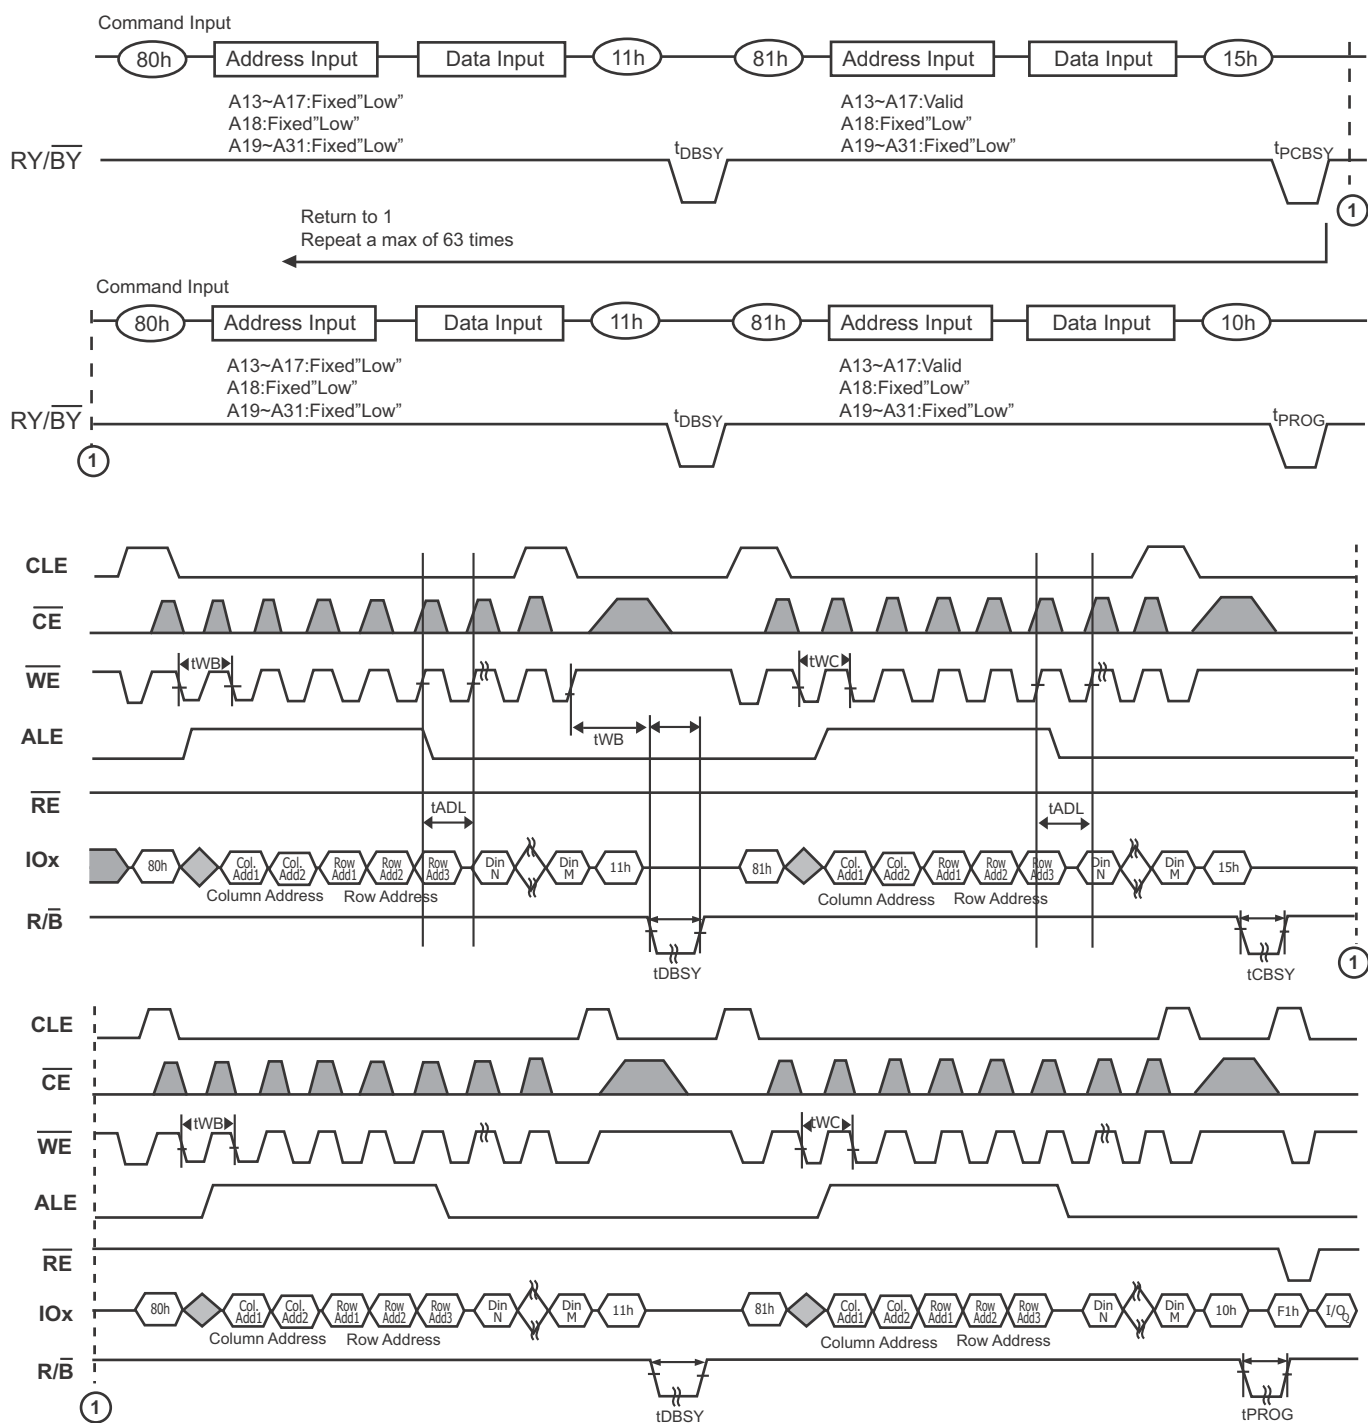 Command Input
80h Address Input Data Input 11h 81h Address Input Data Input 15h
A13~A17:Fixed"Low" A13~A17:Valid
A18:Fixed"Low" A18:Fixed"Low"
A19~A31:Fixed"Low" A19~A31:Fixed"Low"
RY/BY tDBSY tPCBSY
1
Return to 1
Repeat a max of 63 times
Command Input
80h Address Input Data Input 11h 81h Address Input Data Input 10h
A13~A17:Fixed"Low" A13~A17:Valid
A18:Fixed"Low" A18:Fixed"Low"
A19~A31:Fixed"Low" A19~A31:Fixed"Low"
RY/BY tDBSY tPROG
1
CLE
CE
WE tWB tWC
ALE tWB
RE
tADL tADL
IOx 80h Col. Add1 Col. Add2 Row Add1 Row Add2 Row Add3 Din N Din M 11h 81h Col. Add1 Col. Add2 Row Add1 Row Add2 Row Add3 Din N Din M 15h
Column Address Row Address Column Address Row Address
R/B
tDBSY tCBSY
1
CLE
CE
WE tWB tWC
ALE
RE
IOx 80h Col. Add1 Col. Add2 Row Add1 Row Add2 Row Add3 Din N Din M 11h 81h Col. Add1 Col. Add2 Row Add1 Row Add2 Row Add3 Din N Din M 10h F1h I/OQ
Column Address Row Address Column Address Row Address
R/B
1 tDBSY tPROG